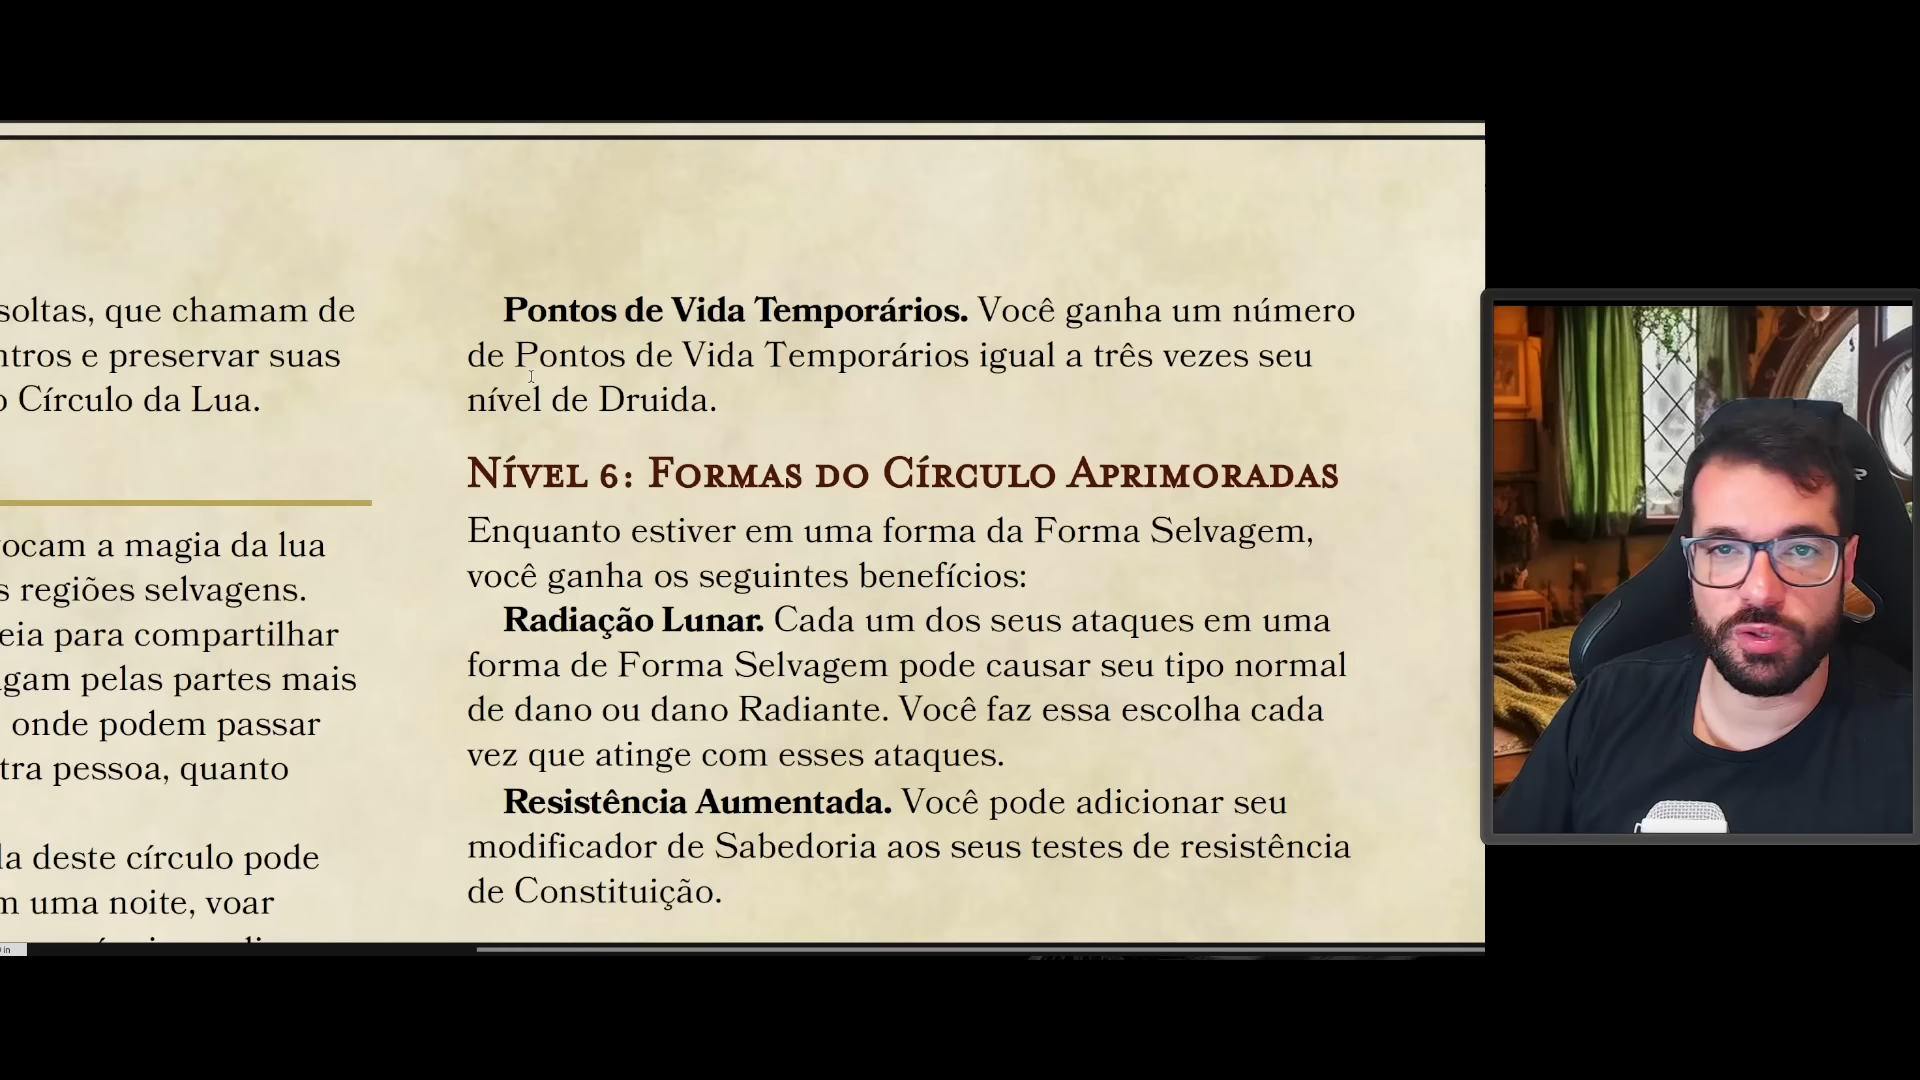 soltas, que chamam de
ntros e preservar suas
o Círculo da Lua.
ocam a magia da lua
s regiões selvagens.
eia para compartilhar
gam pelas partes mais
, onde podem passar
tra pessoa, quanto
la deste círculo pode
m uma noite, voar
Pontos de Vida Temporários. Você ganha um número
de Pontos de Vida Temporários igual a três vezes seu
nível de Druida.
Nível 6: Formas do Círculo Aprimoradas
Enquanto estiver em uma forma da Forma Selvagem,
você ganha os seguintes benefícios:
Radiação Lunar. Cada um dos seus ataques em uma
forma de Forma Selvagem pode causar seu tipo normal
de dano ou dano Radiante. Você faz essa escolha cada
vez que atinge com esses ataques.
Resistência Aumentada. Você pode adicionar seu
modificador de Sabedoria aos seus testes de resistência
de Constituição.
in